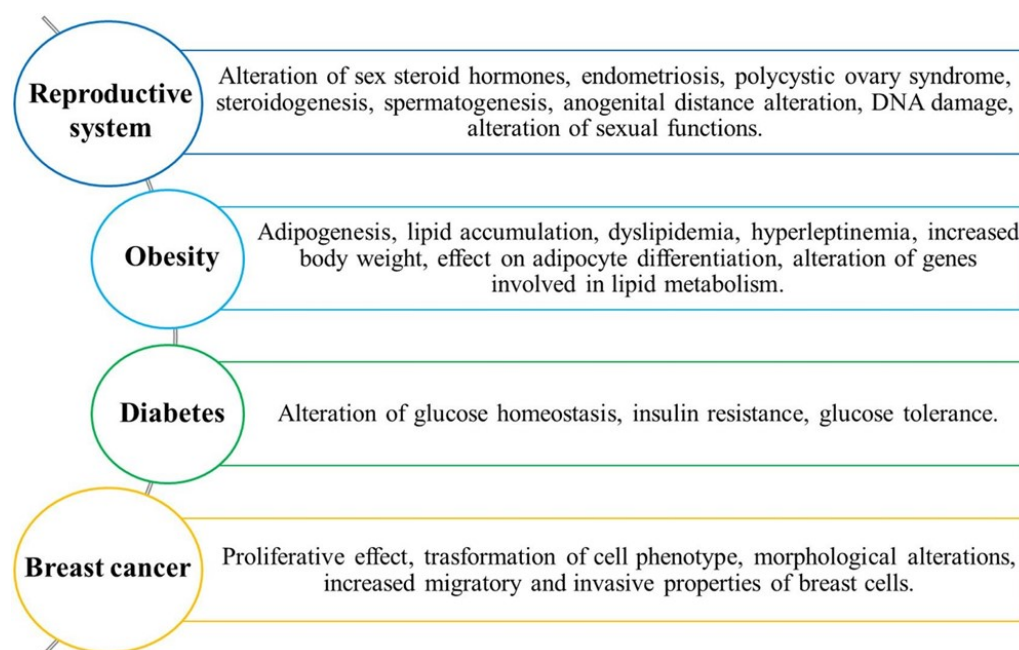 Reproductive
system
Alteration of sex steroid hormones, endometriosis, polycystic ovary syndrome,
steroidogenesis, spermatogenesis, anogenital distance alteration, DNA damage,
alteration of sexual functions.
Obesity
Adipogenesis, lipid accumulation, dyslipidemia, hyperleptinemia, increased
body weight, effect on adipocyte differentiation, alteration of genes
involved in lipid metabolism.
Diabetes
Alteration of glucose homeostasis, insulin resistance, glucose tolerance.
Breast cancer
Proliferative effect, trasformation of cell phenotype, morphological alterations,
increased migratory and invasive properties of breast cells.